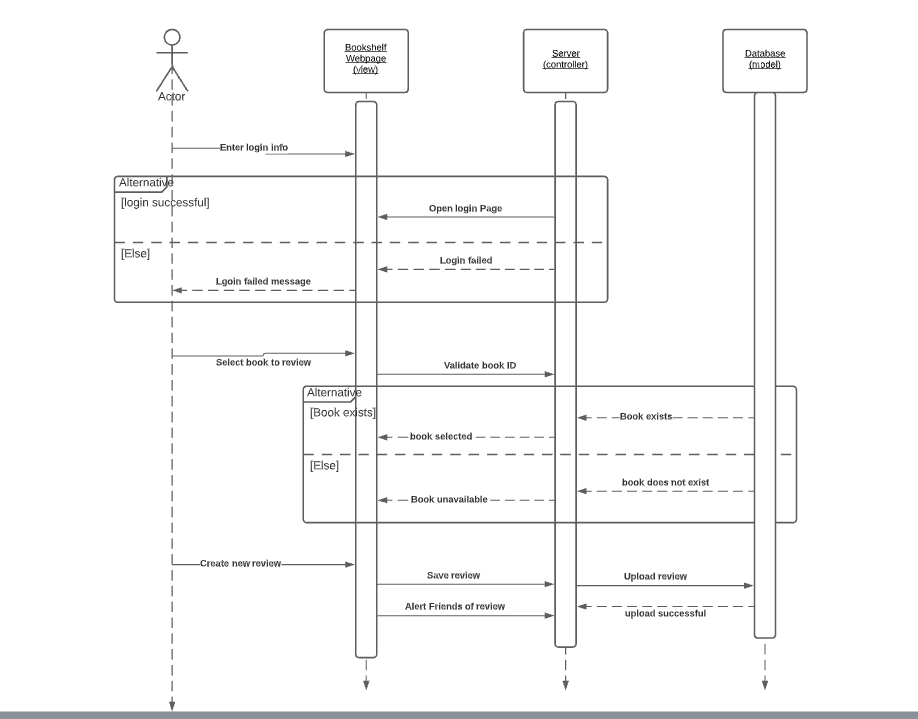 Actor
Bookshelf
Webpage
(view)
Server
(controller)
Database
(model)
Enter login info
Alternative
[login successful]
Open login Page
[Else]
Login failed
Lgoin failed message
Select book to review
Validate book ID
Alternative
[Book exists]
Book exists
book selected
[Else]
book does not exist
Book unavailable
Create new review
Save review
Upload review
Alert Friends of review
upload successful